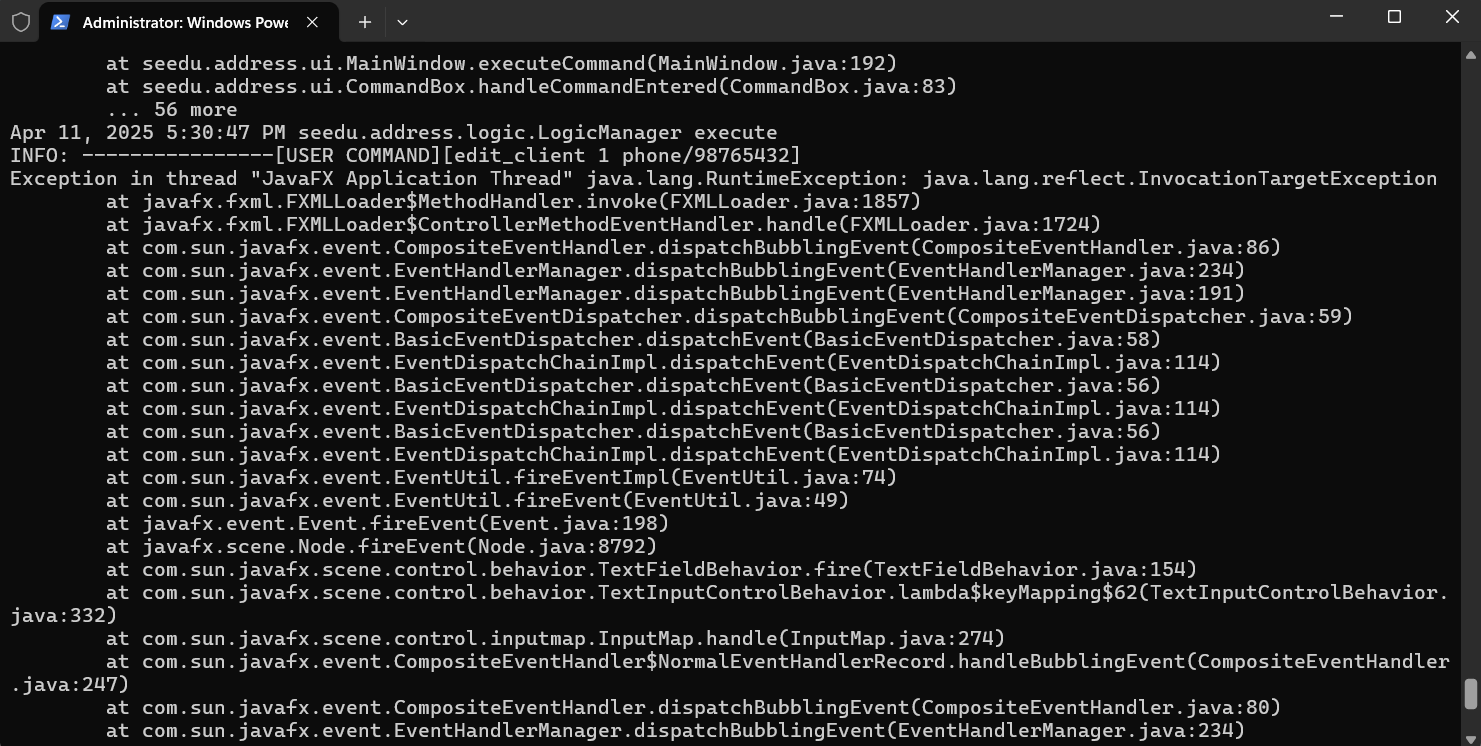 Administrator: Windows Powe
at seedu.address.ui.MainWindow.executeCommand(MainWindow.java:192)
at seedu.address.ui.CommandBox.handleCommandEntered(CommandBox.java:83)
... 56 more
Apr 11, 2025 5:30:47 PM seedu.address.logic.LogicManager execute
INFO: ----------------[USER COMMAND][edit_client 1 phone/98765432]
Exception in thread "JavaFX Application Thread" java.lang.RuntimeException: java.lang.reflect.InvocationTargetException
at javafx.fxml.FXMLLoader$MethodHandler.invoke(FXMLLoader.java:1857)
at javafx.fxml.FXMLLoader$ControllerMethodEventHandler.handle(FXMLLoader.java:1724)
at com.sun.javafx.event.CompositeEventHandler.dispatchBubblingEvent(CompositeEventHandler.java:86)
at com.sun.javafx.event.EventHandlerManager.dispatchBubblingEvent(EventHandlerManager.java:234)
at com.sun.javafx.event.EventHandlerManager.dispatchBubblingEvent(EventHandlerManager.java:191)
at com.sun.javafx.event.CompositeEventDispatcher.dispatchBubblingEvent(CompositeEventDispatcher.java:59)
at com.sun.javafx.event.BasicEventDispatcher.dispatchEvent(BasicEventDispatcher.java:58)
at com.sun.javafx.event.EventDispatchChainImpl.dispatchEvent(EventDispatchChainImpl.java:114)
at com.sun.javafx.event.BasicEventDispatcher.dispatchEvent(BasicEventDispatcher.java:56)
at com.sun.javafx.event.EventDispatchChainImpl.dispatchEvent(EventDispatchChainImpl.java:114)
at com.sun.javafx.event.BasicEventDispatcher.dispatchEvent(BasicEventDispatcher.java:56)
at com.sun.javafx.event.EventDispatchChainImpl.dispatchEvent(EventDispatchChainImpl.java:114)
at com.sun.javafx.event.EventUtil.fireEventImpl(EventUtil.java:74)
at com.sun.javafx.event.EventUtil.fireEvent(EventUtil.java:49)
at javafx.event.Event.fireEvent(Event.java:198)
at javafx.scene.Node.fireEvent(Node.java:8792)
at com.sun.javafx.scene.control.behavior.TextFieldBehavior.fire(TextFieldBehavior.java:154)
at com.sun.javafx.scene.control.behavior.TextInputControlBehavior.lambda$keyMapping$62(TextInputControlBehavior.
java:332)
at com.sun.javafx.scene.control.inputmap.InputMap.handle(InputMap.java:274)
at com.sun.javafx.event.CompositeEventHandler$NormalEventHandlerRecord.handleBubblingEvent(CompositeEventHandler
.java:247)
at com.sun.javafx.event.CompositeEventHandler.dispatchBubblingEvent(CompositeEventHandler.java:80)
at com.sun.javafx.event.EventHandlerManager.dispatchBubblingEvent(EventHandlerManager.java:234)